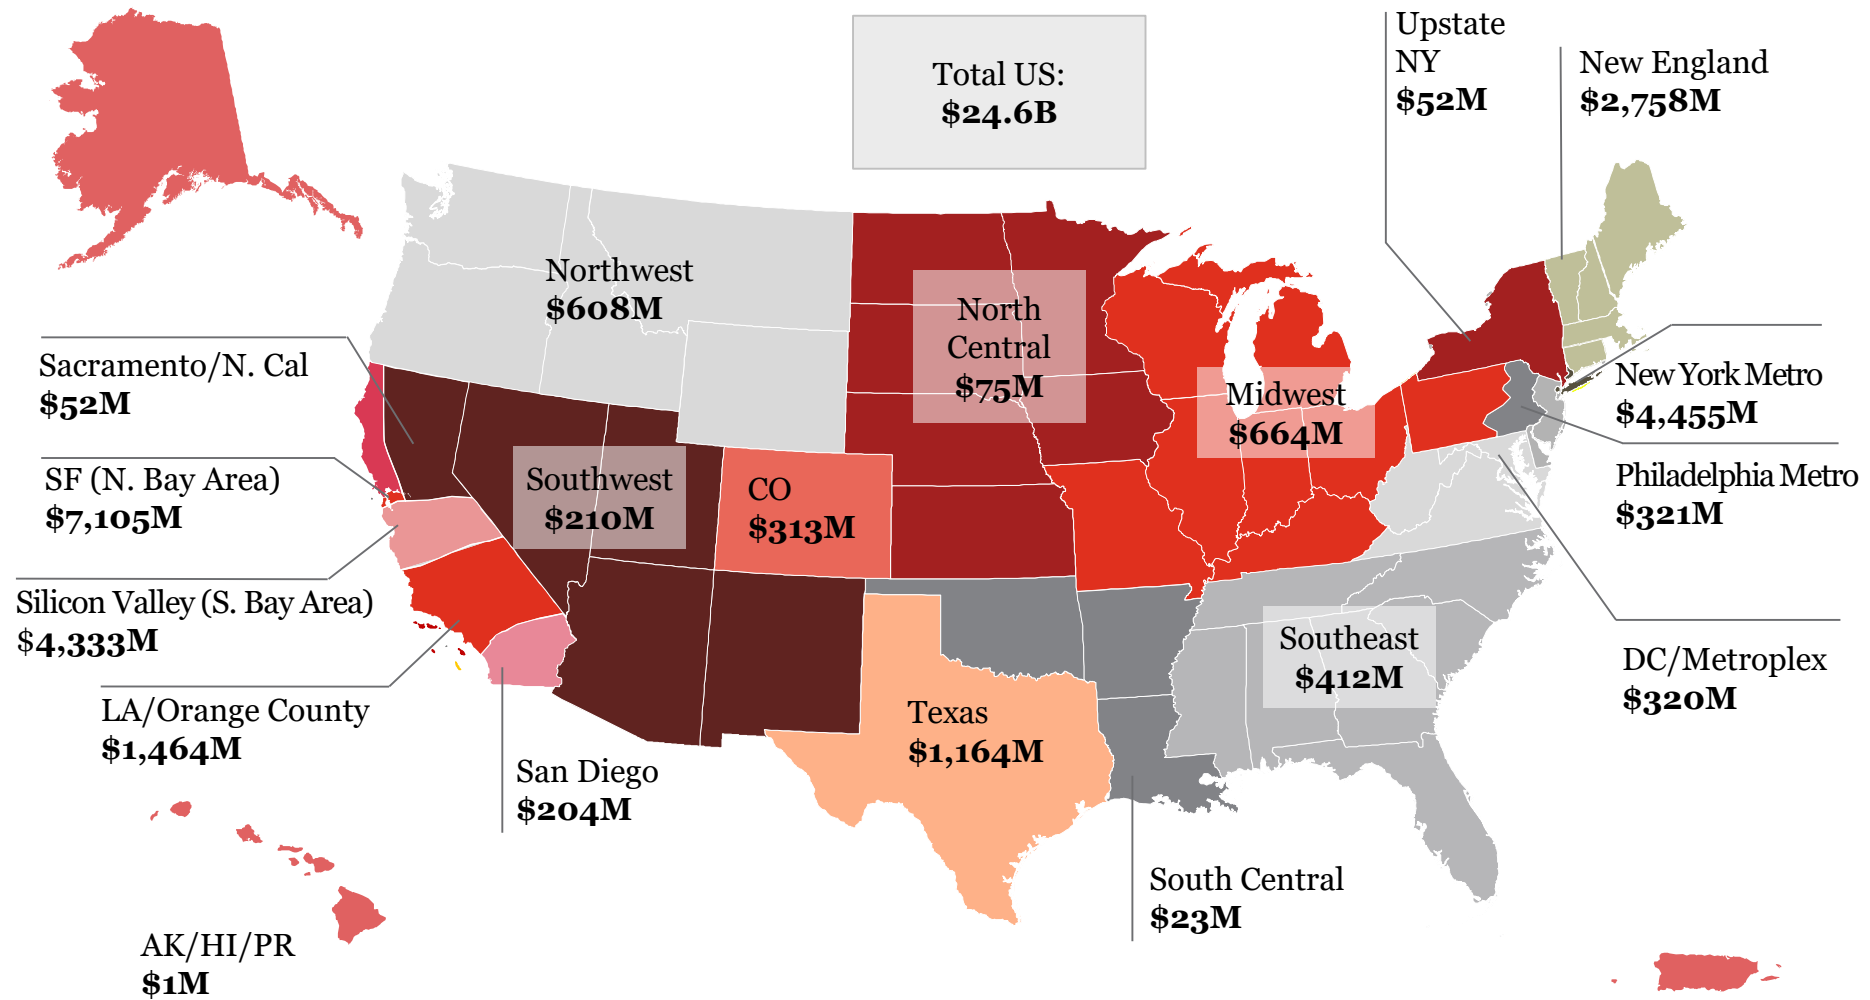 Total US:
$24.6B
Upstate
NY
$52M
New England
$2,758M
Northwest
$608M
North
Central
$75M
Sacramento/N. Cal
$52M
Midwest
$664M
New York Metro
$4,455M
SF (N. Bay Area)
$7,105M
Southwest
$210M
CO
$313M
Philadelphia Metro
$321M
Silicon Valley (S. Bay Area)
$4,333M
Southeast
$412M
DC/Metroplex
$320M
LA/Orange County
$1,464M
Texas
$1,164M
San Diego
$204M
South Central
$23M
AK/HI/PR
$1M